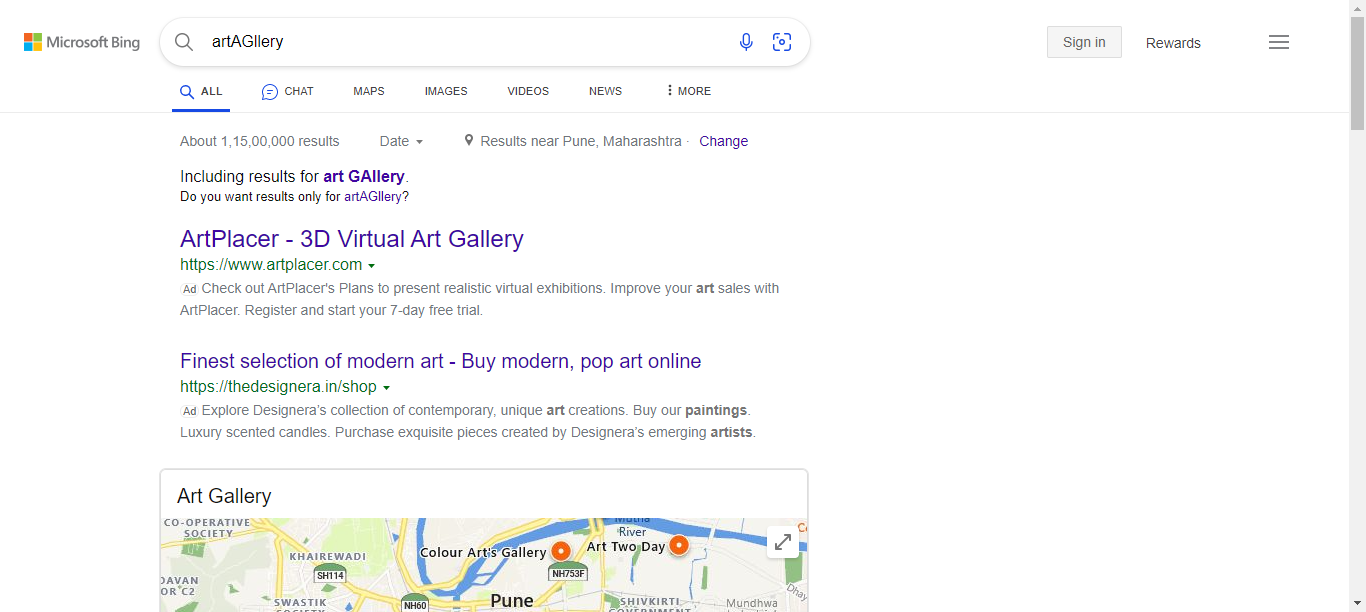 Microsoft Bing
artAGllery
Sign in
Rewards
ALL
CHAT
MAPS
IMAGES
VIDEOS
NEWS
MORE
About 1,15,00,000 results
Date
Results near Pune, Maharashtra · Change
Including results for art GAllery.
Do you want results only for artAGllery?
ArtPlacer - 3D Virtual Art Gallery
https://www.artplacer.com
Ad Check out ArtPlacer's Plans to present realistic virtual exhibitions. Improve your art sales with
ArtPlacer. Register and start your 7-day free trial.
Finest selection of modern art - Buy modern, pop art online
https://thedesignera.in/shop
Ad Explore Designera’s collection of contemporary, unique art creations. Buy our paintings.
Luxury scented candles. Purchase exquisite pieces created by Designera’s emerging artists.
Art Gallery
CO-OPERATIVE
SOCIETY
Mutha
River
KHAIREWADI
Colour Art's Gallery
Art Two Day
SH114
NH753F
NH60
Pune
SWASTIK
SHIVKIRTI
Mundhwa
Dhay